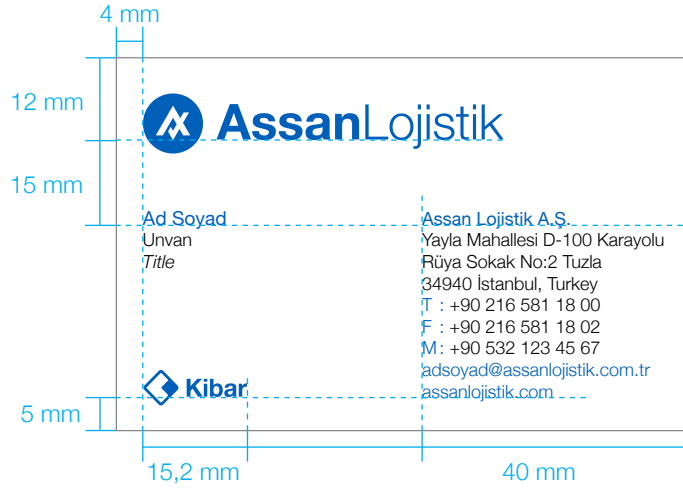 4 mm
12 mm
AssanLojistik
15 mm
Ad Soyad
Unvan
Title
Assan Lojistik A.Ş.
Yayla Mahallesi D-100 Karayolu
Rüya Sokak No:2 Tuzla
34940 İstanbul, Turkey
T : +90 216 581 18 00
F : +90 216 581 18 02
M : +90 532 123 45 67
adsoyad@assanlojistik.com.tr
assanlojistik.com
Kibar
5 mm
15,2 mm
40 mm